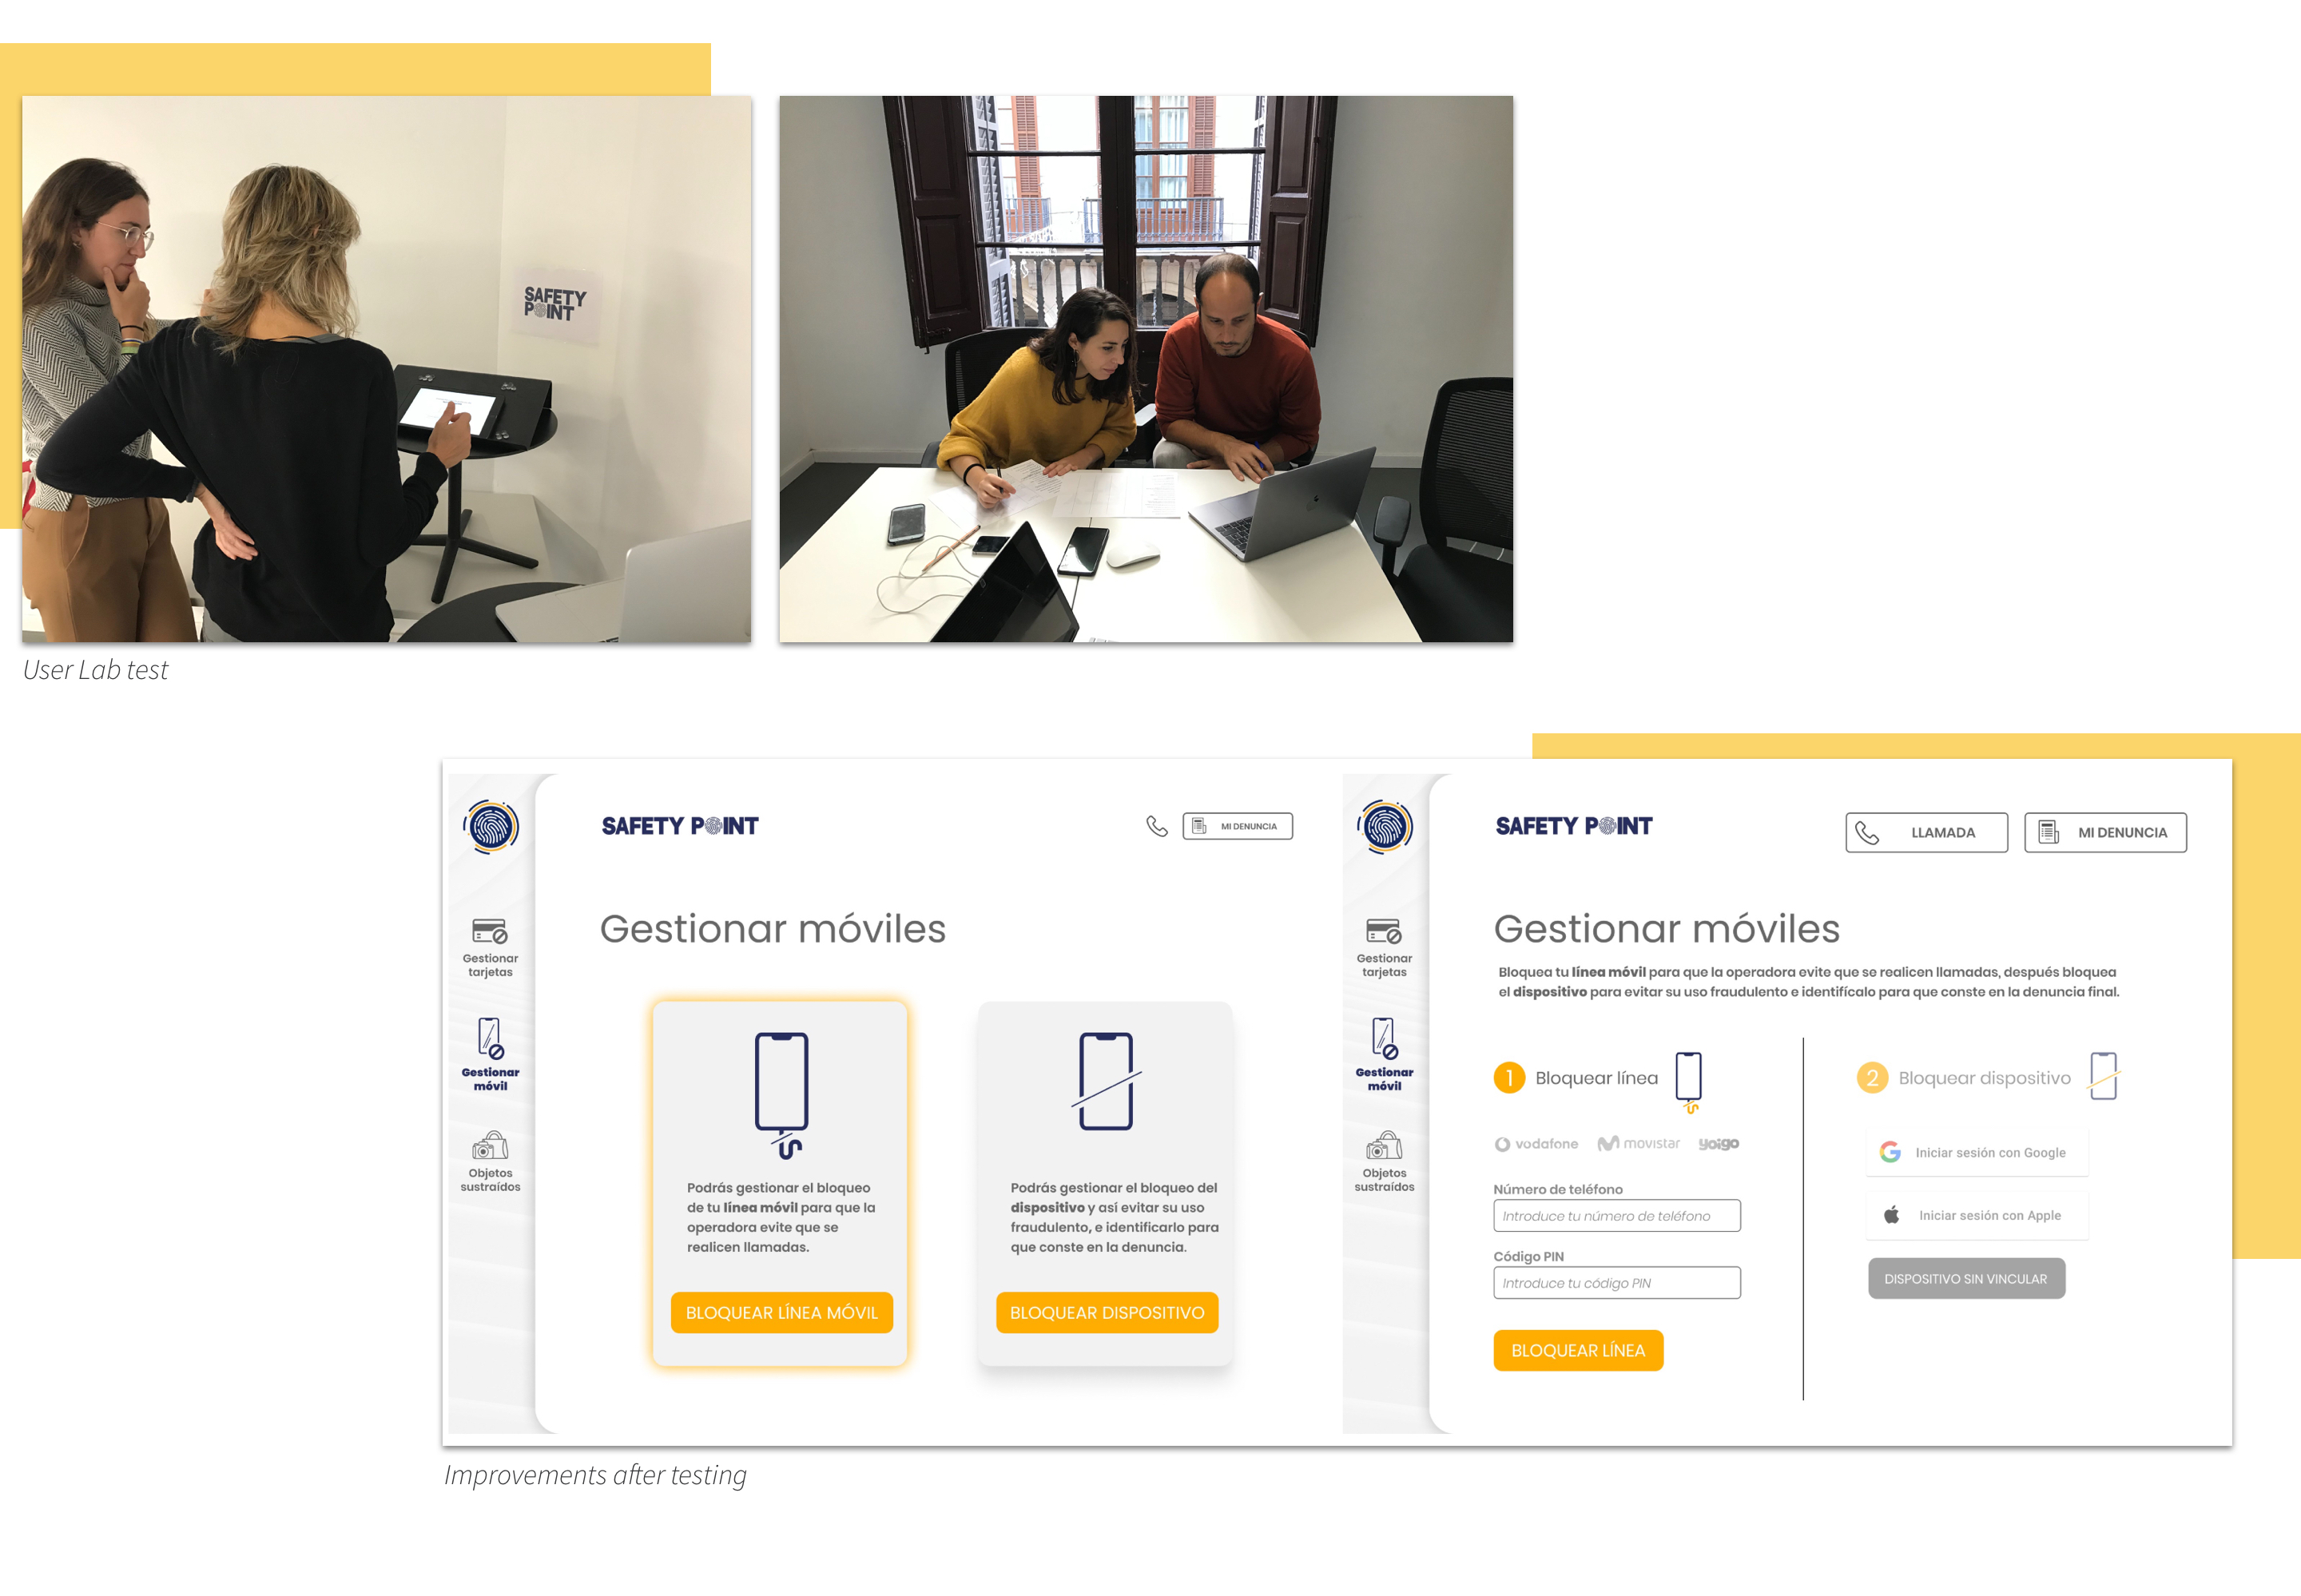 SAFETY
POINT
User Lab test
SAFETY POINT
MI DENUNCIA
Gestionar
tarjetas
Gestionar
móvil
Objetos
sustraídos
Gestionar móviles
Podrás gestionar el bloqueo
de tu línea móvil para que la
operadora evite que se
realicen llamadas.
BLOQUEAR LÍNEA MÓVIL
Podrás gestionar el bloqueo del
dispositivo y así evitar su uso
fraudulento, e identificarlo para
que conste en la denuncia.
BLOQUEAR DISPOSITIVO
SAFETY POINT
LLAMADA
MI DENUNCIA
Gestionar
tarjetas
Gestionar
móvil
Objetos
sustraídos
Gestionar móviles
Bloquea tu línea móvil para que la operadora evite que se realicen llamadas, después bloquea
el dispositivo para evitar su uso fraudulento e identifícalo para que conste en la denuncia final.
1 Bloquear línea
vodafone movistar yoigo
Número de teléfono
Introduce tu número de teléfono
Código PIN
Introduce tu código PIN
BLOQUEAR LÍNEA
2 Bloquear dispositivo
Iniciar sesión con Google
Iniciar sesión con Apple
DISPOSITIVO SIN VINCULAR
Improvements after testing